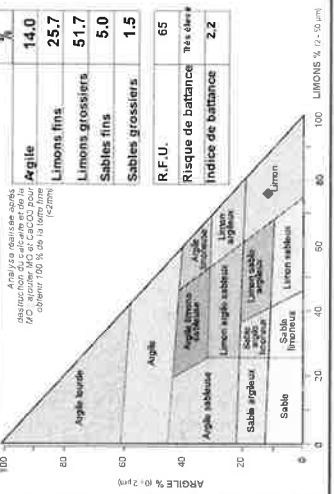 Analyse réalisée après
destruction du calcaire et de la
MO : ajouter MO et CaCO3 pour
obtenir 100 % de la terre fine
(<2mm)
%
Argile 14.0
Limons fins 25.7
Limons grossiers 51.7
Sables fins 5.0
Sables grossiers 1.5
R.F.U. 65
Risque de battance Très élevé
Indice de battance 2.2
ARGILE % (0 - 2 µm)
100
80
60
40
20
0
Argile lourde
Argile
Argile sableuse
Argile limono sableuse
Argile limoneuse
Limon argilo sableux
Limon argileux
Sable argileux
Sable argilo limoneux
Limon sablo argileux
Limon
Sable
Sable limoneux
Limon sableux
20
40
60
80
100
LIMONS % (2 - 50 µm)